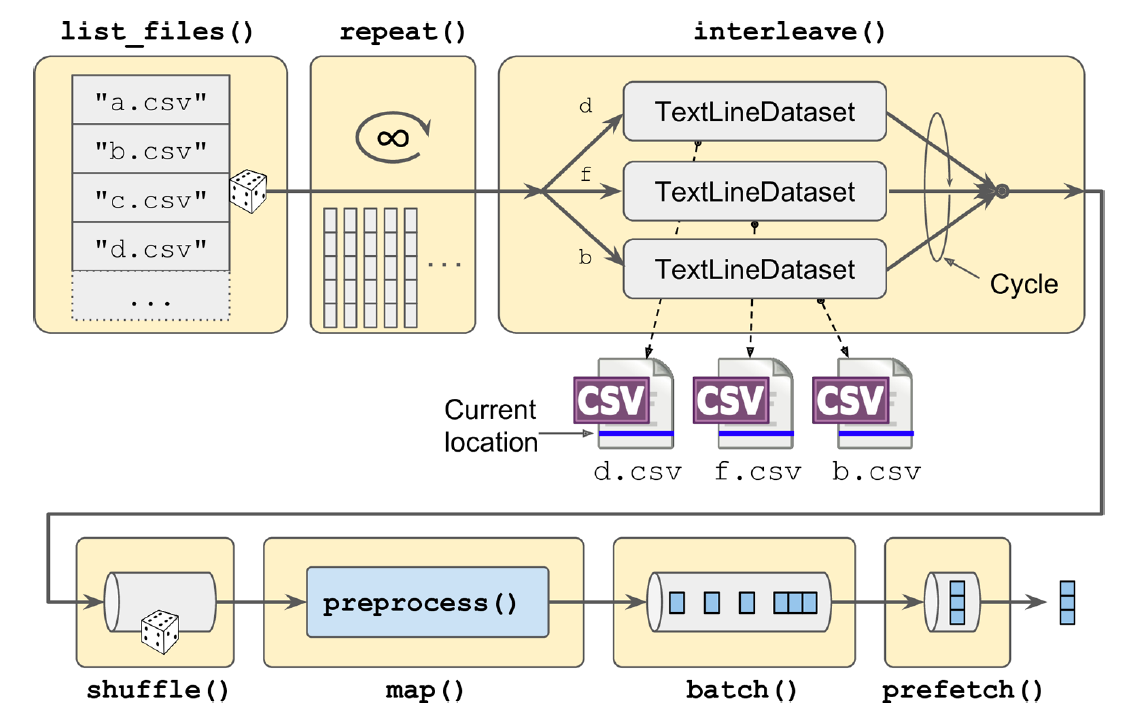 list_files()
repeat()
interleave()
"a.csv"
"b.csv"
"c.csv"
"d.csv"
...
∞
...
d
f
b
TextLineDataset
TextLineDataset
TextLineDataset
Cycle
Current
location
CSV
CSV
CSV
d.csv
f.csv
b.csv
preprocess()
shuffle()
map()
batch()
prefetch()